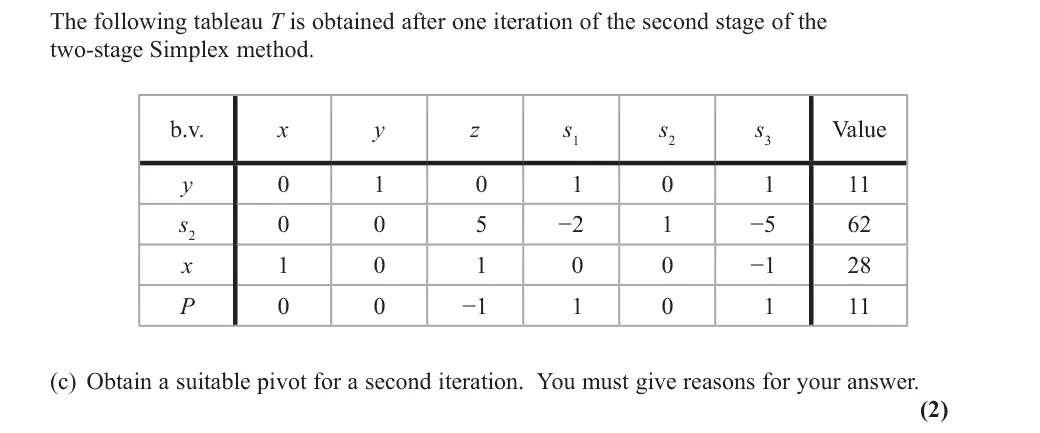 The following tableau T is obtained after one iteration of the second stage of the
two-stage Simplex method.
b.v. x y z s₁ s₂ s₃ Value
y 0 1 0 1 0 1 11
s₂ 0 0 5 −2 1 −5 62
x 1 0 1 0 0 −1 28
P 0 0 −1 1 0 1 11
(c) Obtain a suitable pivot for a second iteration. You must give reasons for your answer.
(2)